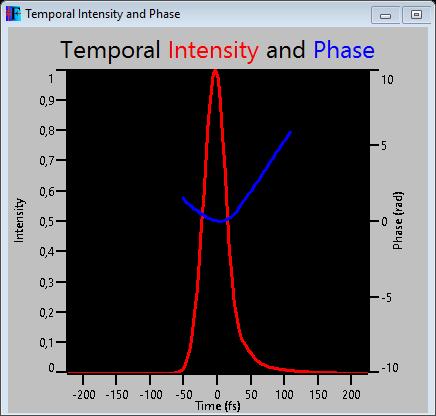 Temporal Intensity and Phase
Temporal Intensity and Phase
1
0,9
0,8
0,7
0,6
0,5
0,4
0,3
0,2
0,1
0
Intensity
10
5
0
-5
-10
Phase (rad)
-200 -150 -100 -50 0 50 100 150 200
Time (fs)